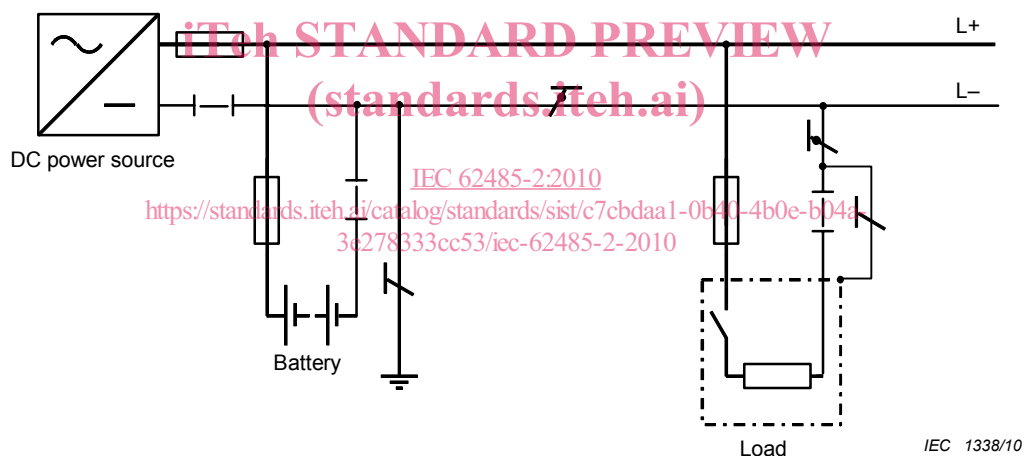 iTeh STANDARD PREVIEW
L+
(standards.iteh.ai)
L–
DC power source
IEC 62485-2:2010
https://standards.iteh.ai/catalog/standards/sist/c7cbdaa1-0b40-4b0e-b04a-
3e278333cc53/iec-62485-2-2010
Battery
Load
IEC 1338/10